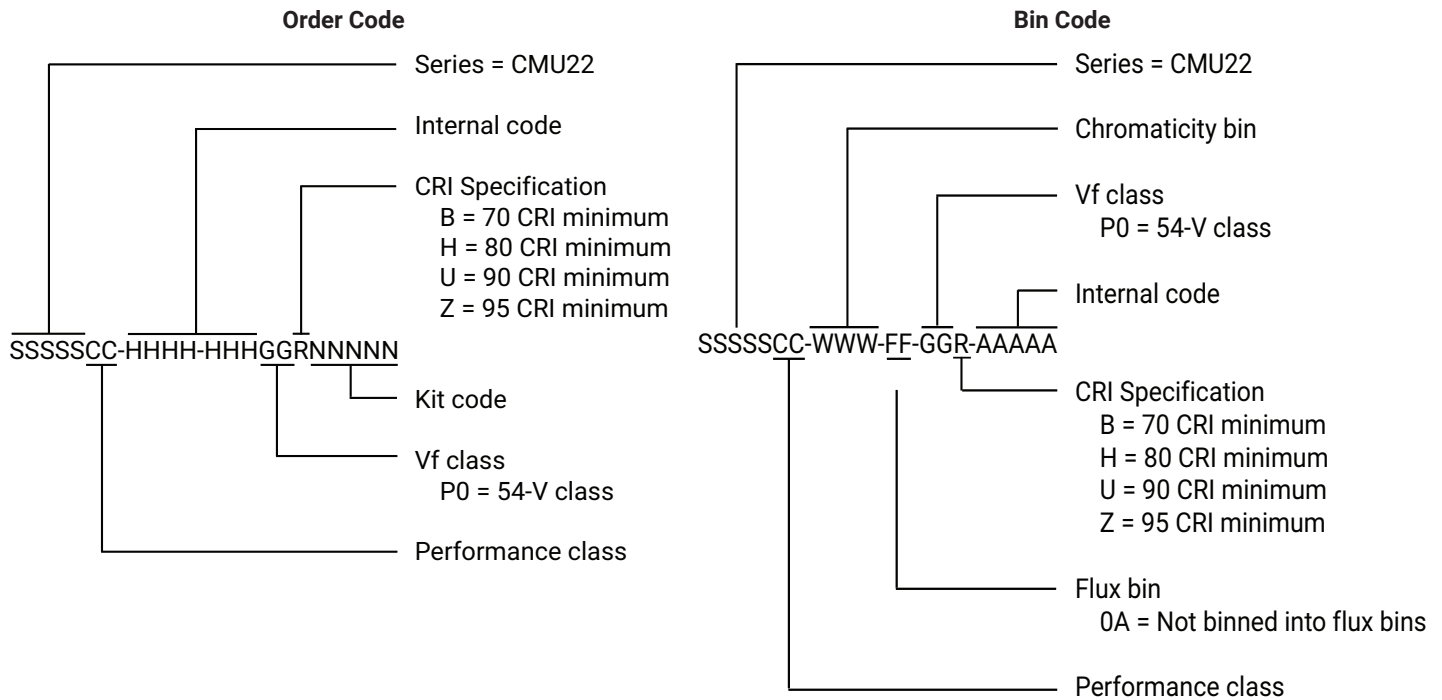 Order Code
Series = CMU22
Internal code
CRI Specification
B = 70 CRI minimum
H = 80 CRI minimum
U = 90 CRI minimum
Z = 95 CRI minimum
SSSSSCC-HHHH-HHHGGRNNNNN
Kit code
Vf class
P0 = 54-V class
Performance class
Bin Code
Series = CMU22
Chromaticity bin
Vf class
P0 = 54-V class
Internal code
SSSSSCC-WWW-FF-GGR-AAAAA
CRI Specification
B = 70 CRI minimum
H = 80 CRI minimum
U = 90 CRI minimum
Z = 95 CRI minimum
Flux bin
0A = Not binned into flux bins
Performance class